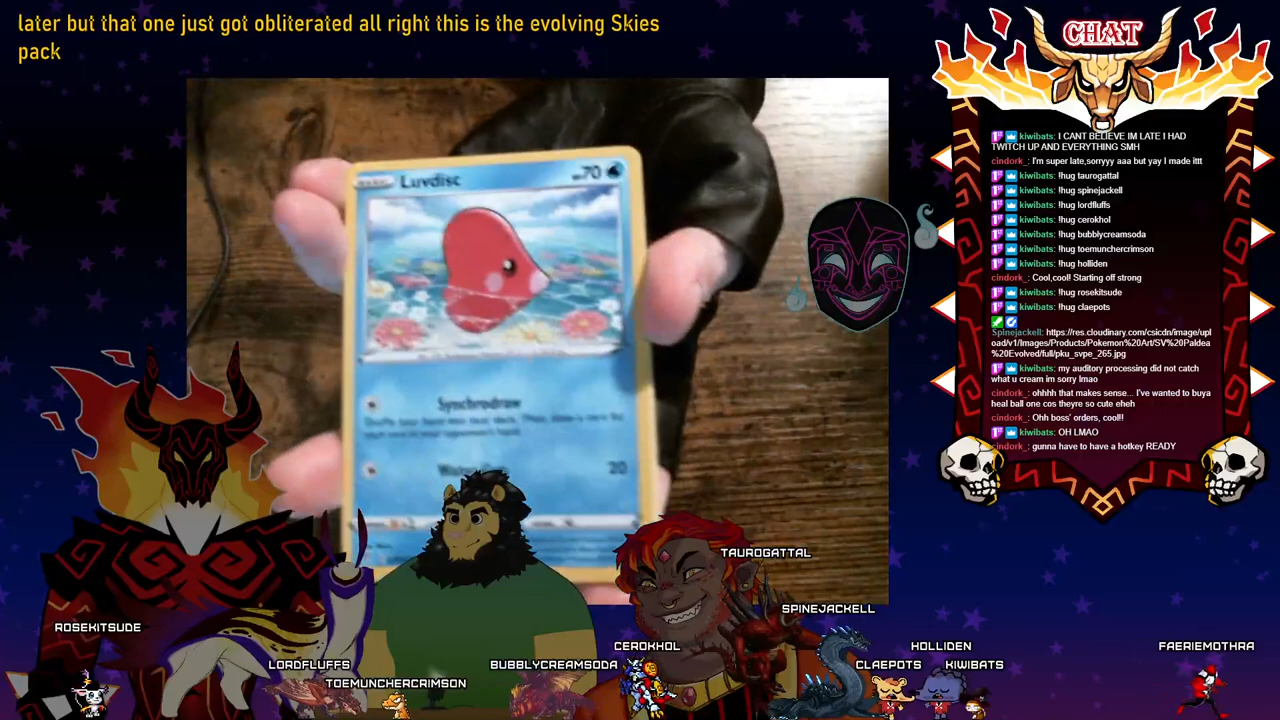 later but that one just got obliterated all right this is the evolving Skies
pack
CHAT
kiwibats: I CANT BELIEVE IM LATE I HAD
TWITCH UP AND EVERYTHING SMH
cindork_: I'm super late,sorryyy aaa but yay I made ittt
kiwibats: !hug taurogattal
kiwibats: !hug spinejackell
kiwibats: !hug lordfluffs
kiwibats: !hug cerokhol
kiwibats: !hug bubblycreamsoda
kiwibats: !hug toemunchercrimson
kiwibats: !hug holliden
cindork_: Cool,cool! Starting off strong
kiwibats: !hug rosekitsude
kiwibats: !hug claepots
Spinejackell: https://res.cloudinary.com/csicdn/image/upl
oad/v1/Images/Products/Pokemon%20Art/SV%20Paldea
%20Evolved/full/pku_svpe_265.jpg
kiwibats: my auditory processing did not catch
what u cream im sorry lmao
cindork_: ohhhh that makes sense... I've wanted to buya
heal ball one cos theyre so cute eheh
cindork_: Ohh boss' orders, cool!!
kiwibats: OH LMAO
cindork_: gunna have to have a hotkey READY
Luvdisc
70
Synchrodraw
20
TAUROGATTAL
SPINEJACKELL
ROSEKITSUDE
CEROKHOL
HOLLIDEN
FAERIEMOTHRA
LORDFLUFFS
BUBBLYCREAMSODA
CLAEPOTS
KIWIBATS
TOEMUNCHERCRIMSON